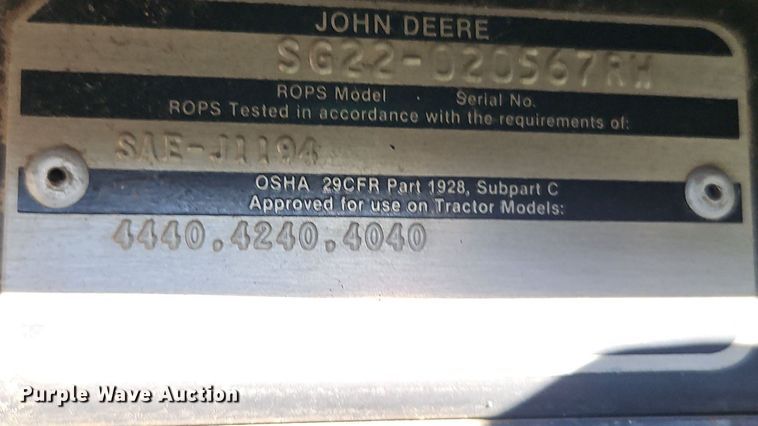 JOHN DEERE
SG22-020567RH
ROPS Model Serial No.
ROPS Tested in accordance with the requirements of:
SAE-J1194
OSHA 29CFR Part 1928, Subpart C
Approved for use on Tractor Models:
4440,4240,4040
Purple Wave Auction